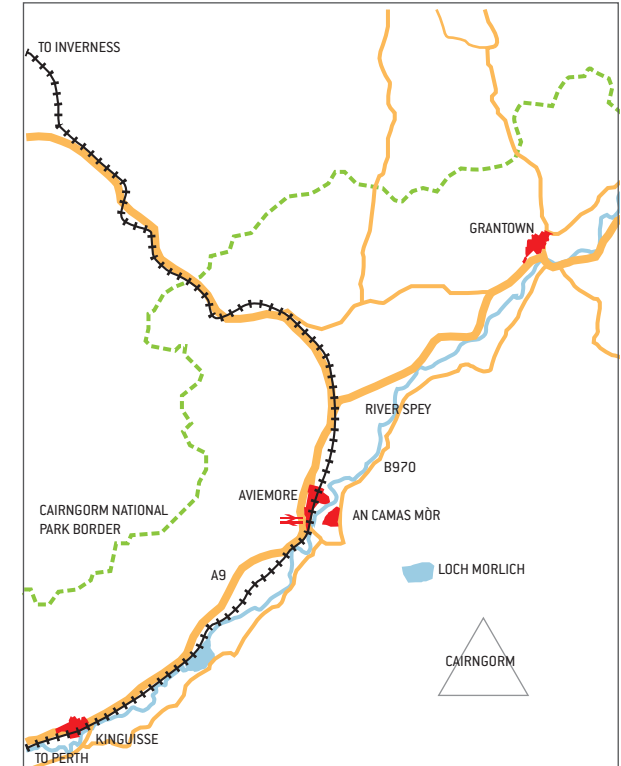 TO INVERNESS
GRANTOWN
RIVER SPEY
B970
AVIEMORE
CAIRNGORM NATIONAL
PARK BORDER
AN CAMAS MÒR
A9
LOCH MORLICH
CAIRNGORM
KINGUISSE
TO PERTH